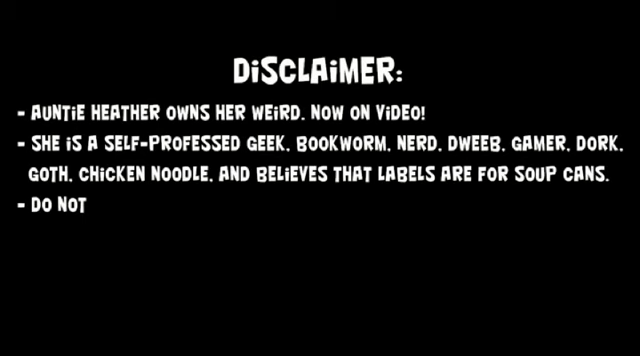 DiSCLAiMER:
- AUNTiE HEATHER OWNS HER WEiRD. NOW ON ViDEO!
- SHE iS A SELF-PROFESSED GEEK, BOOKWORM, NERD, DWEEB, GAMER, DORK,
GOTH, CHiCKEN NOODLE, AND BELiEVES THAT LABELS ARE FOR SOUP CANS.
- DO NOT